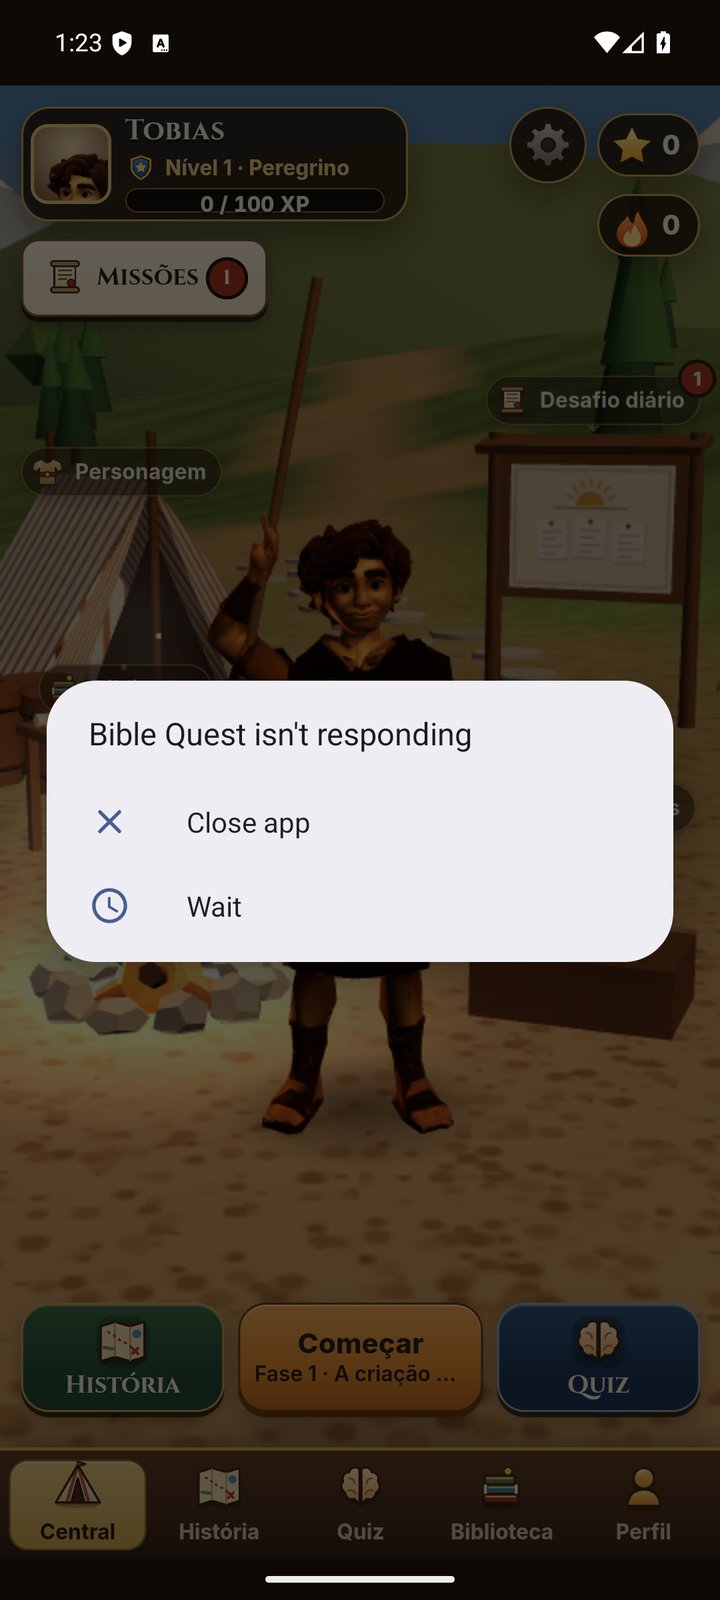 1:23
A
TOBIAS
Nível 1 · Peregrino
0 / 100 XP
0
0
MISSÕES 1
Desafio diário 1
Personagem
Bible Quest isn't responding
Close app
Wait
Começar
Fase 1 · A criação ...
HISTÓRIA
QUIZ
Central
História
Quiz
Biblioteca
Perfil